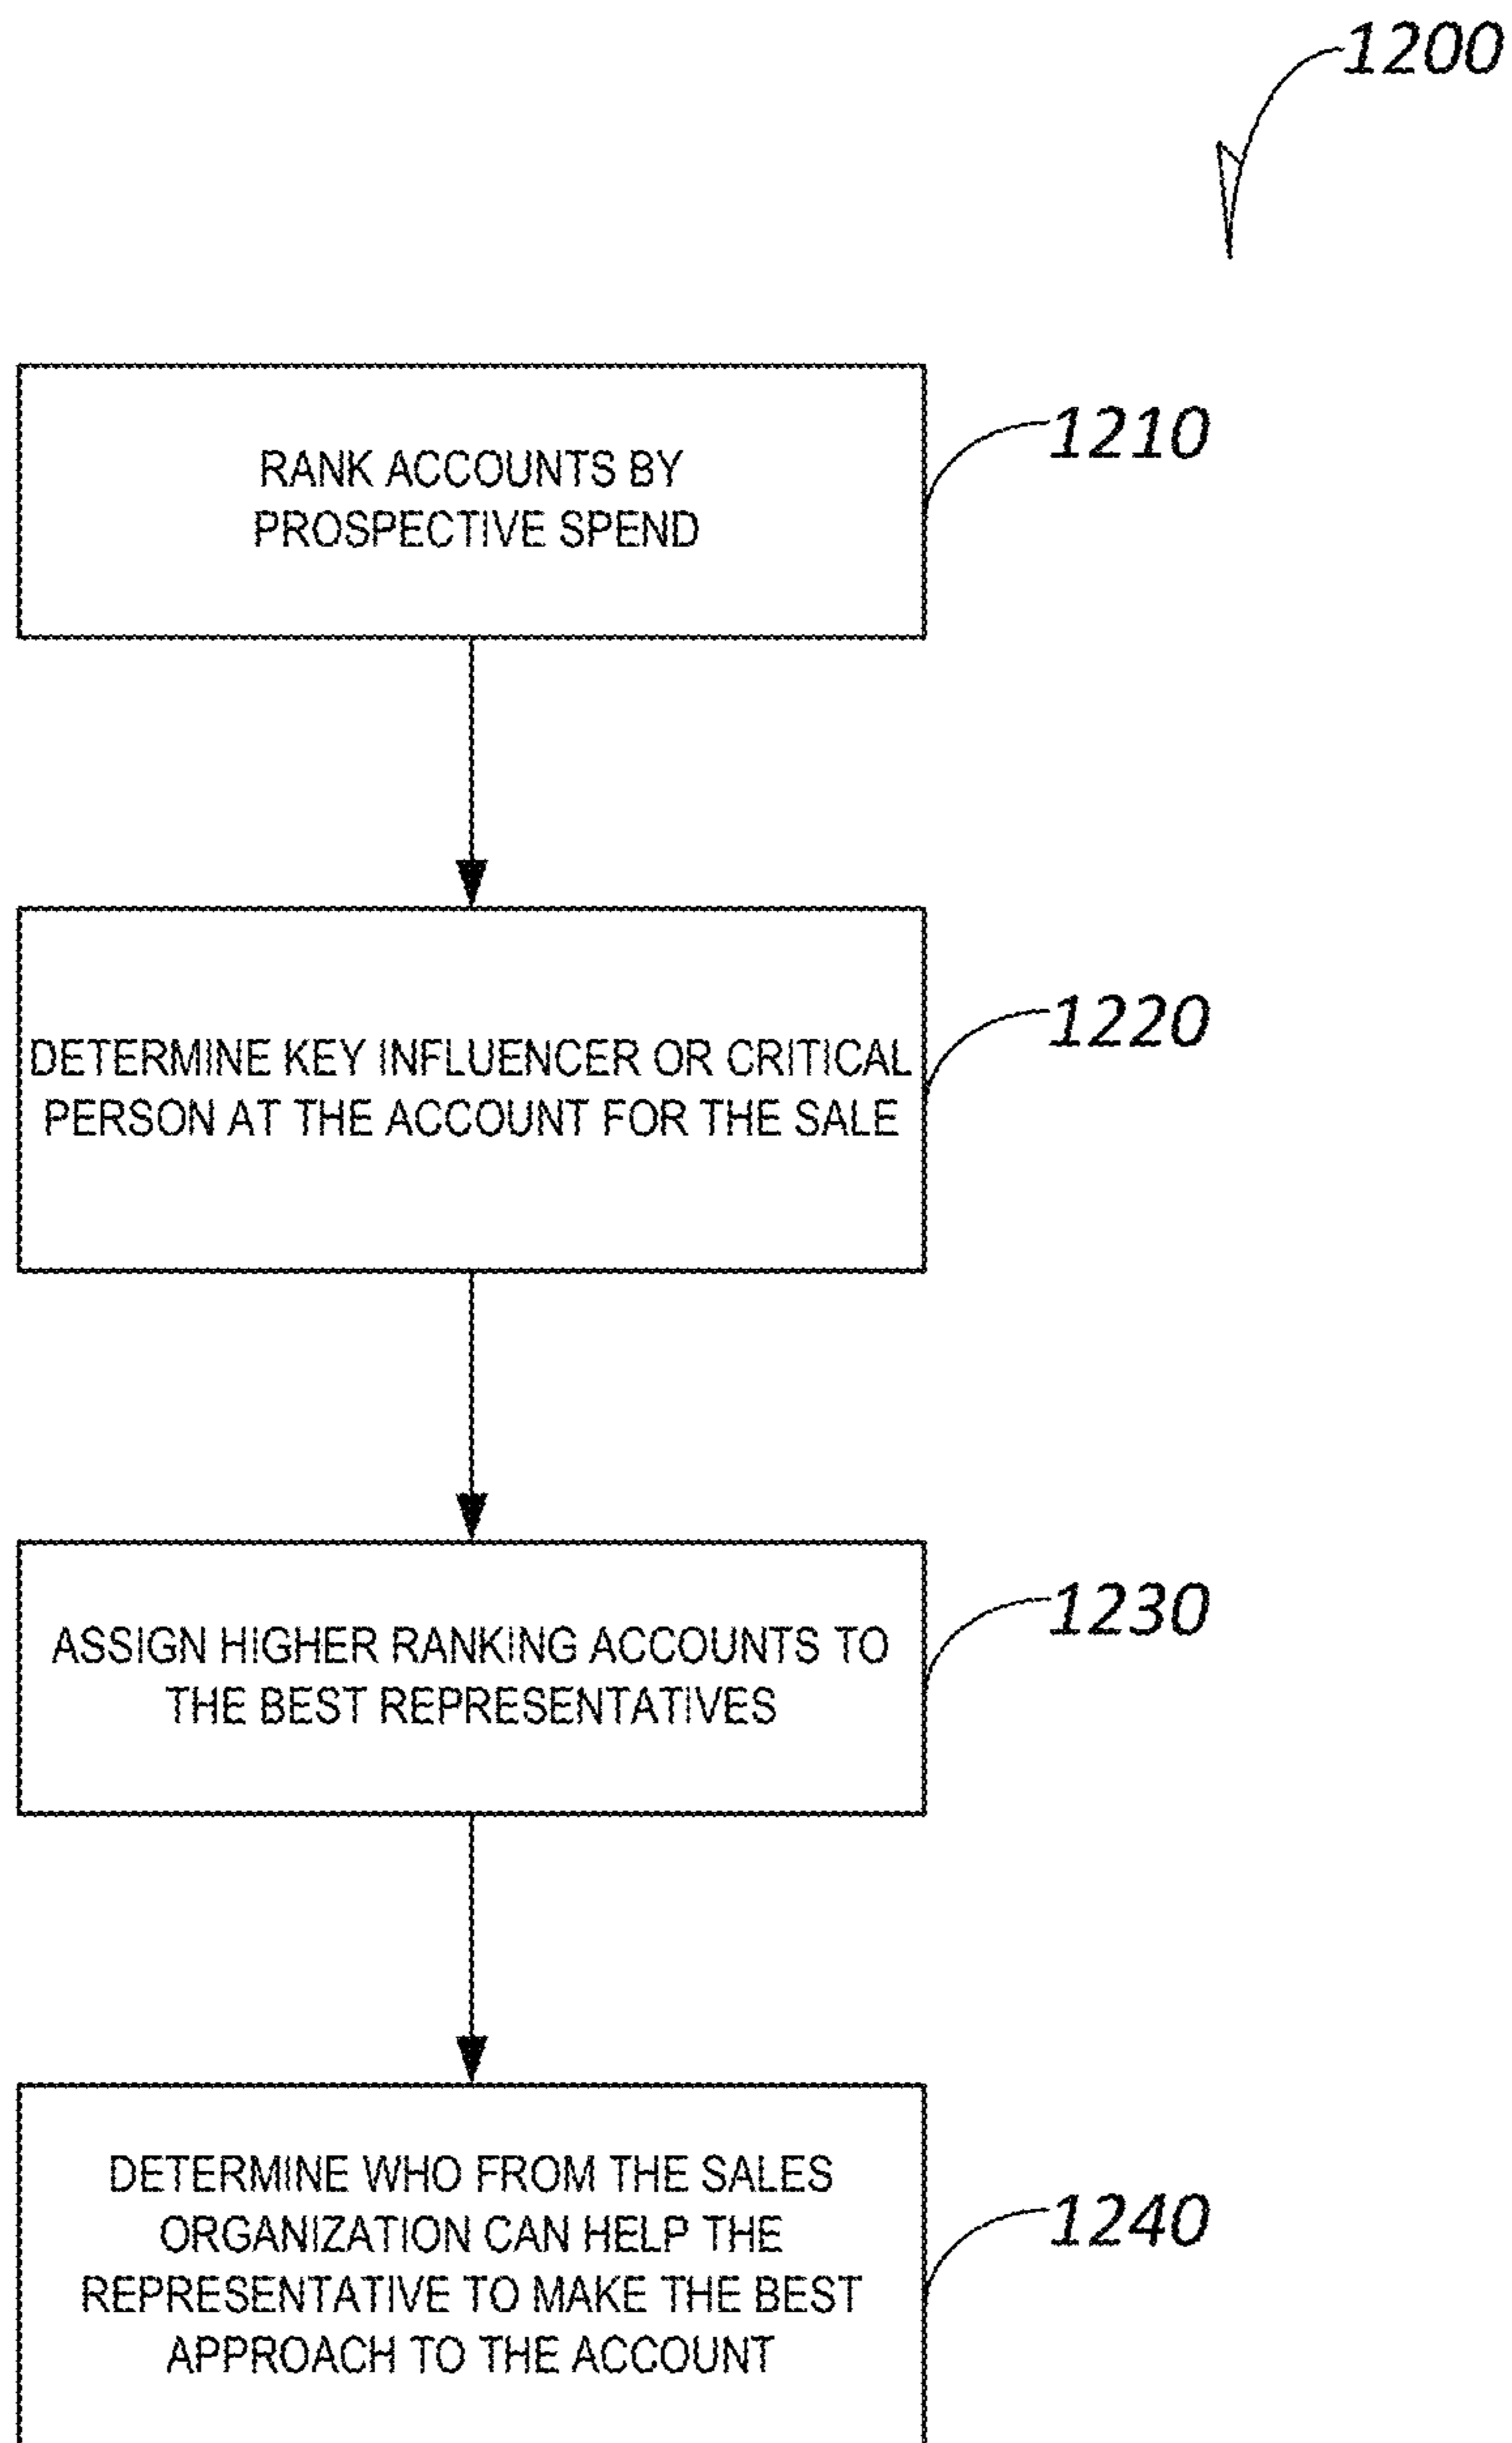 1200
RANK ACCOUNTS BY
PROSPECTIVE SPEND
1210
DETERMINE KEY INFLUENCER OR CRITICAL
PERSON AT THE ACCOUNT FOR THE SALE
1220
ASSIGN HIGHER RANKING ACCOUNTS TO
THE BEST REPRESENTATIVES
1230
DETERMINE WHO FROM THE SALES
ORGANIZATION CAN HELP THE
REPRESENTATIVE TO MAKE THE BEST
APPROACH TO THE ACCOUNT
1240